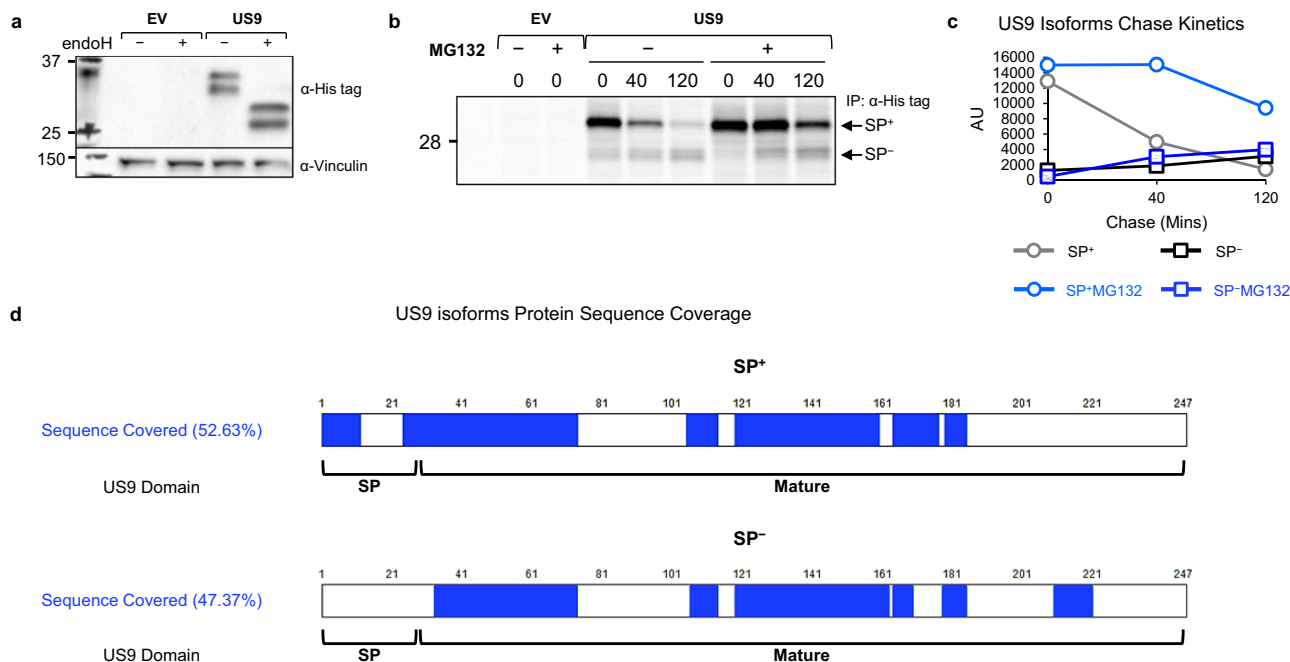 a
EV US9
endoH − + − +
37
α-His tag
25
150
α-Vinculin
b
EV US9
MG132 − + − +
0 0 0 40 120 0 40 120
IP: α-His tag
SP⁺
28
SP⁻
c
US9 Isoforms Chase Kinetics
16000
14000
12000
10000
8000
6000
4000
2000
0
AU
0 40 120
Chase (Mins)
SP⁺ SP⁻
SP⁺MG132 SP⁻MG132
d
US9 isoforms Protein Sequence Coverage
SP⁺
1 21 41 61 81 101 121 141 161 181 201 221 247
Sequence Covered (52.63%)
US9 Domain SP Mature
SP⁻
1 21 41 61 81 101 121 141 161 181 201 221 247
Sequence Covered (47.37%)
US9 Domain SP Mature